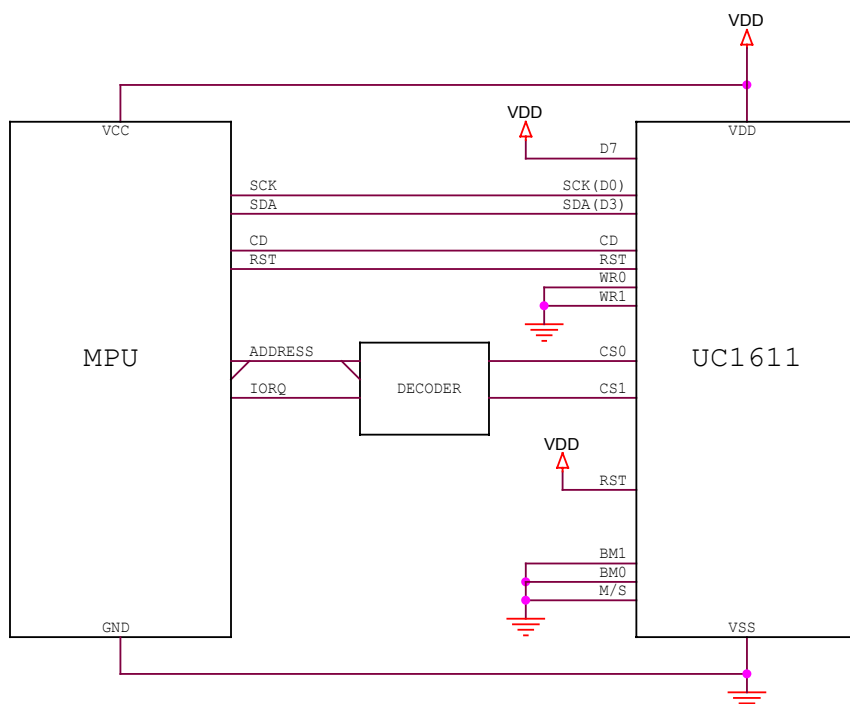 VDD
VCC
VDD
VDD
D7
SCK
SCK(D0)
SDA
SDA(D3)
CD
CD
RST
RST
WR0
WR1
MPU
ADDRESS
CS0
UC1611
IORQ
DECODER
CS1
VDD
RST
BM1
BM0
M/S
GND
VSS